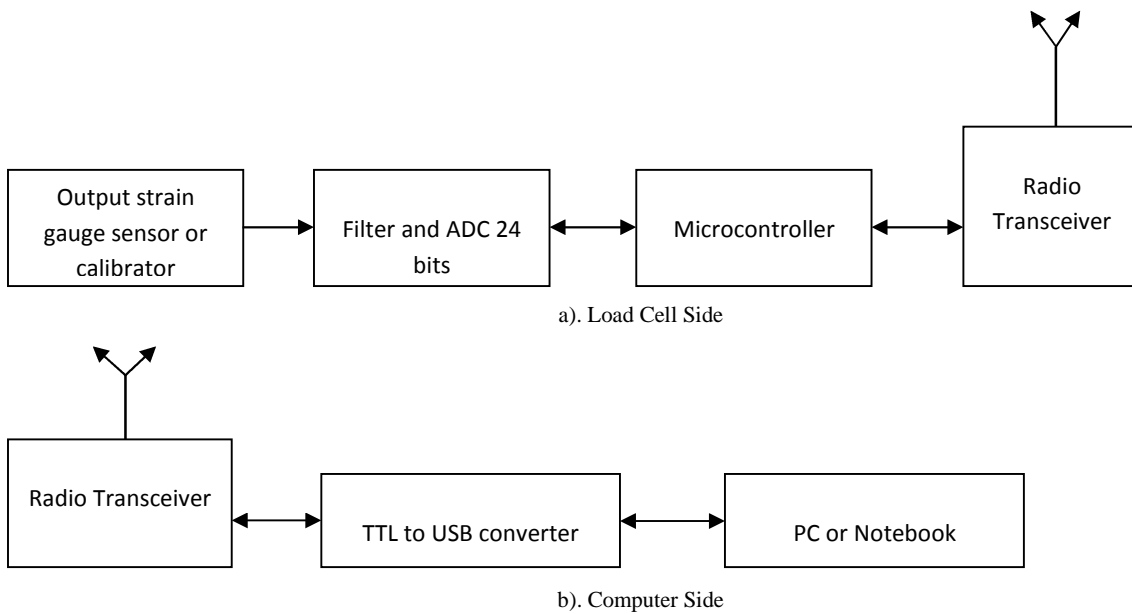 Output strain
gauge sensor or
calibrator
Filter and ADC 24
bits
Microcontroller
Radio
Transceiver
a). Load Cell Side
Radio Transceiver
TTL to USB converter
PC or Notebook
b). Computer Side